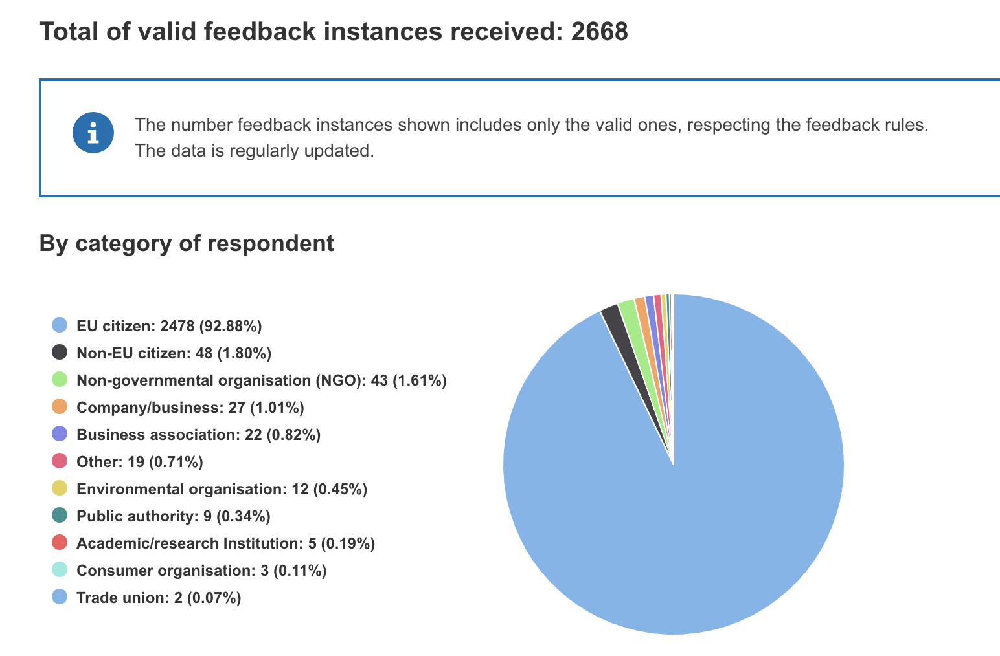 Total of valid feedback instances received: 2668
The number feedback instances shown includes only the valid ones, respecting the feedback rules.
The data is regularly updated.
By category of respondent
EU citizen: 2478 (92.88%)
Non-EU citizen: 48 (1.80%)
Non-governmental organisation (NGO): 43 (1.61%)
Company/business: 27 (1.01%)
Business association: 22 (0.82%)
Other: 19 (0.71%)
Environmental organisation: 12 (0.45%)
Public authority: 9 (0.34%)
Academic/research Institution: 5 (0.19%)
Consumer organisation: 3 (0.11%)
Trade union: 2 (0.07%)